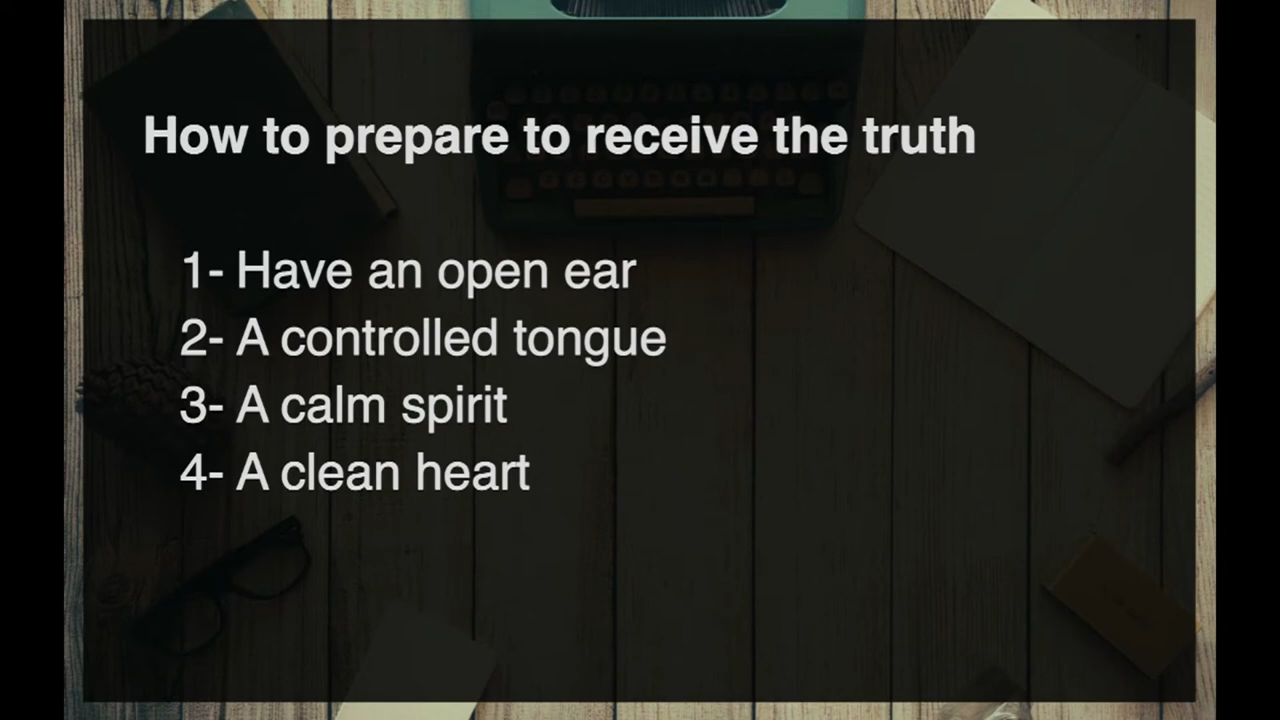 How to prepare to receive the truth
1- Have an open ear
2- A controlled tongue
3- A calm spirit
4- A clean heart